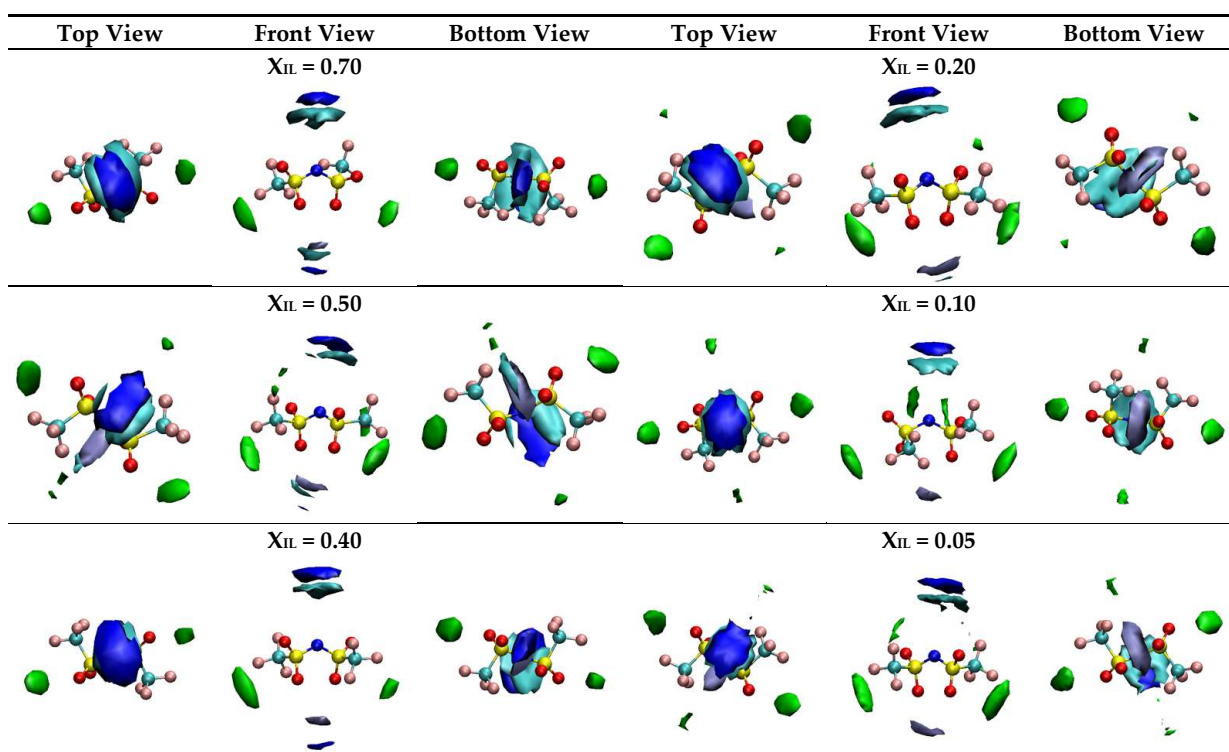 Top View Front View Bottom View Top View Front View Bottom View
XIL = 0.70 XIL = 0.20
XIL = 0.50 XIL = 0.10
XIL = 0.40 XIL = 0.05